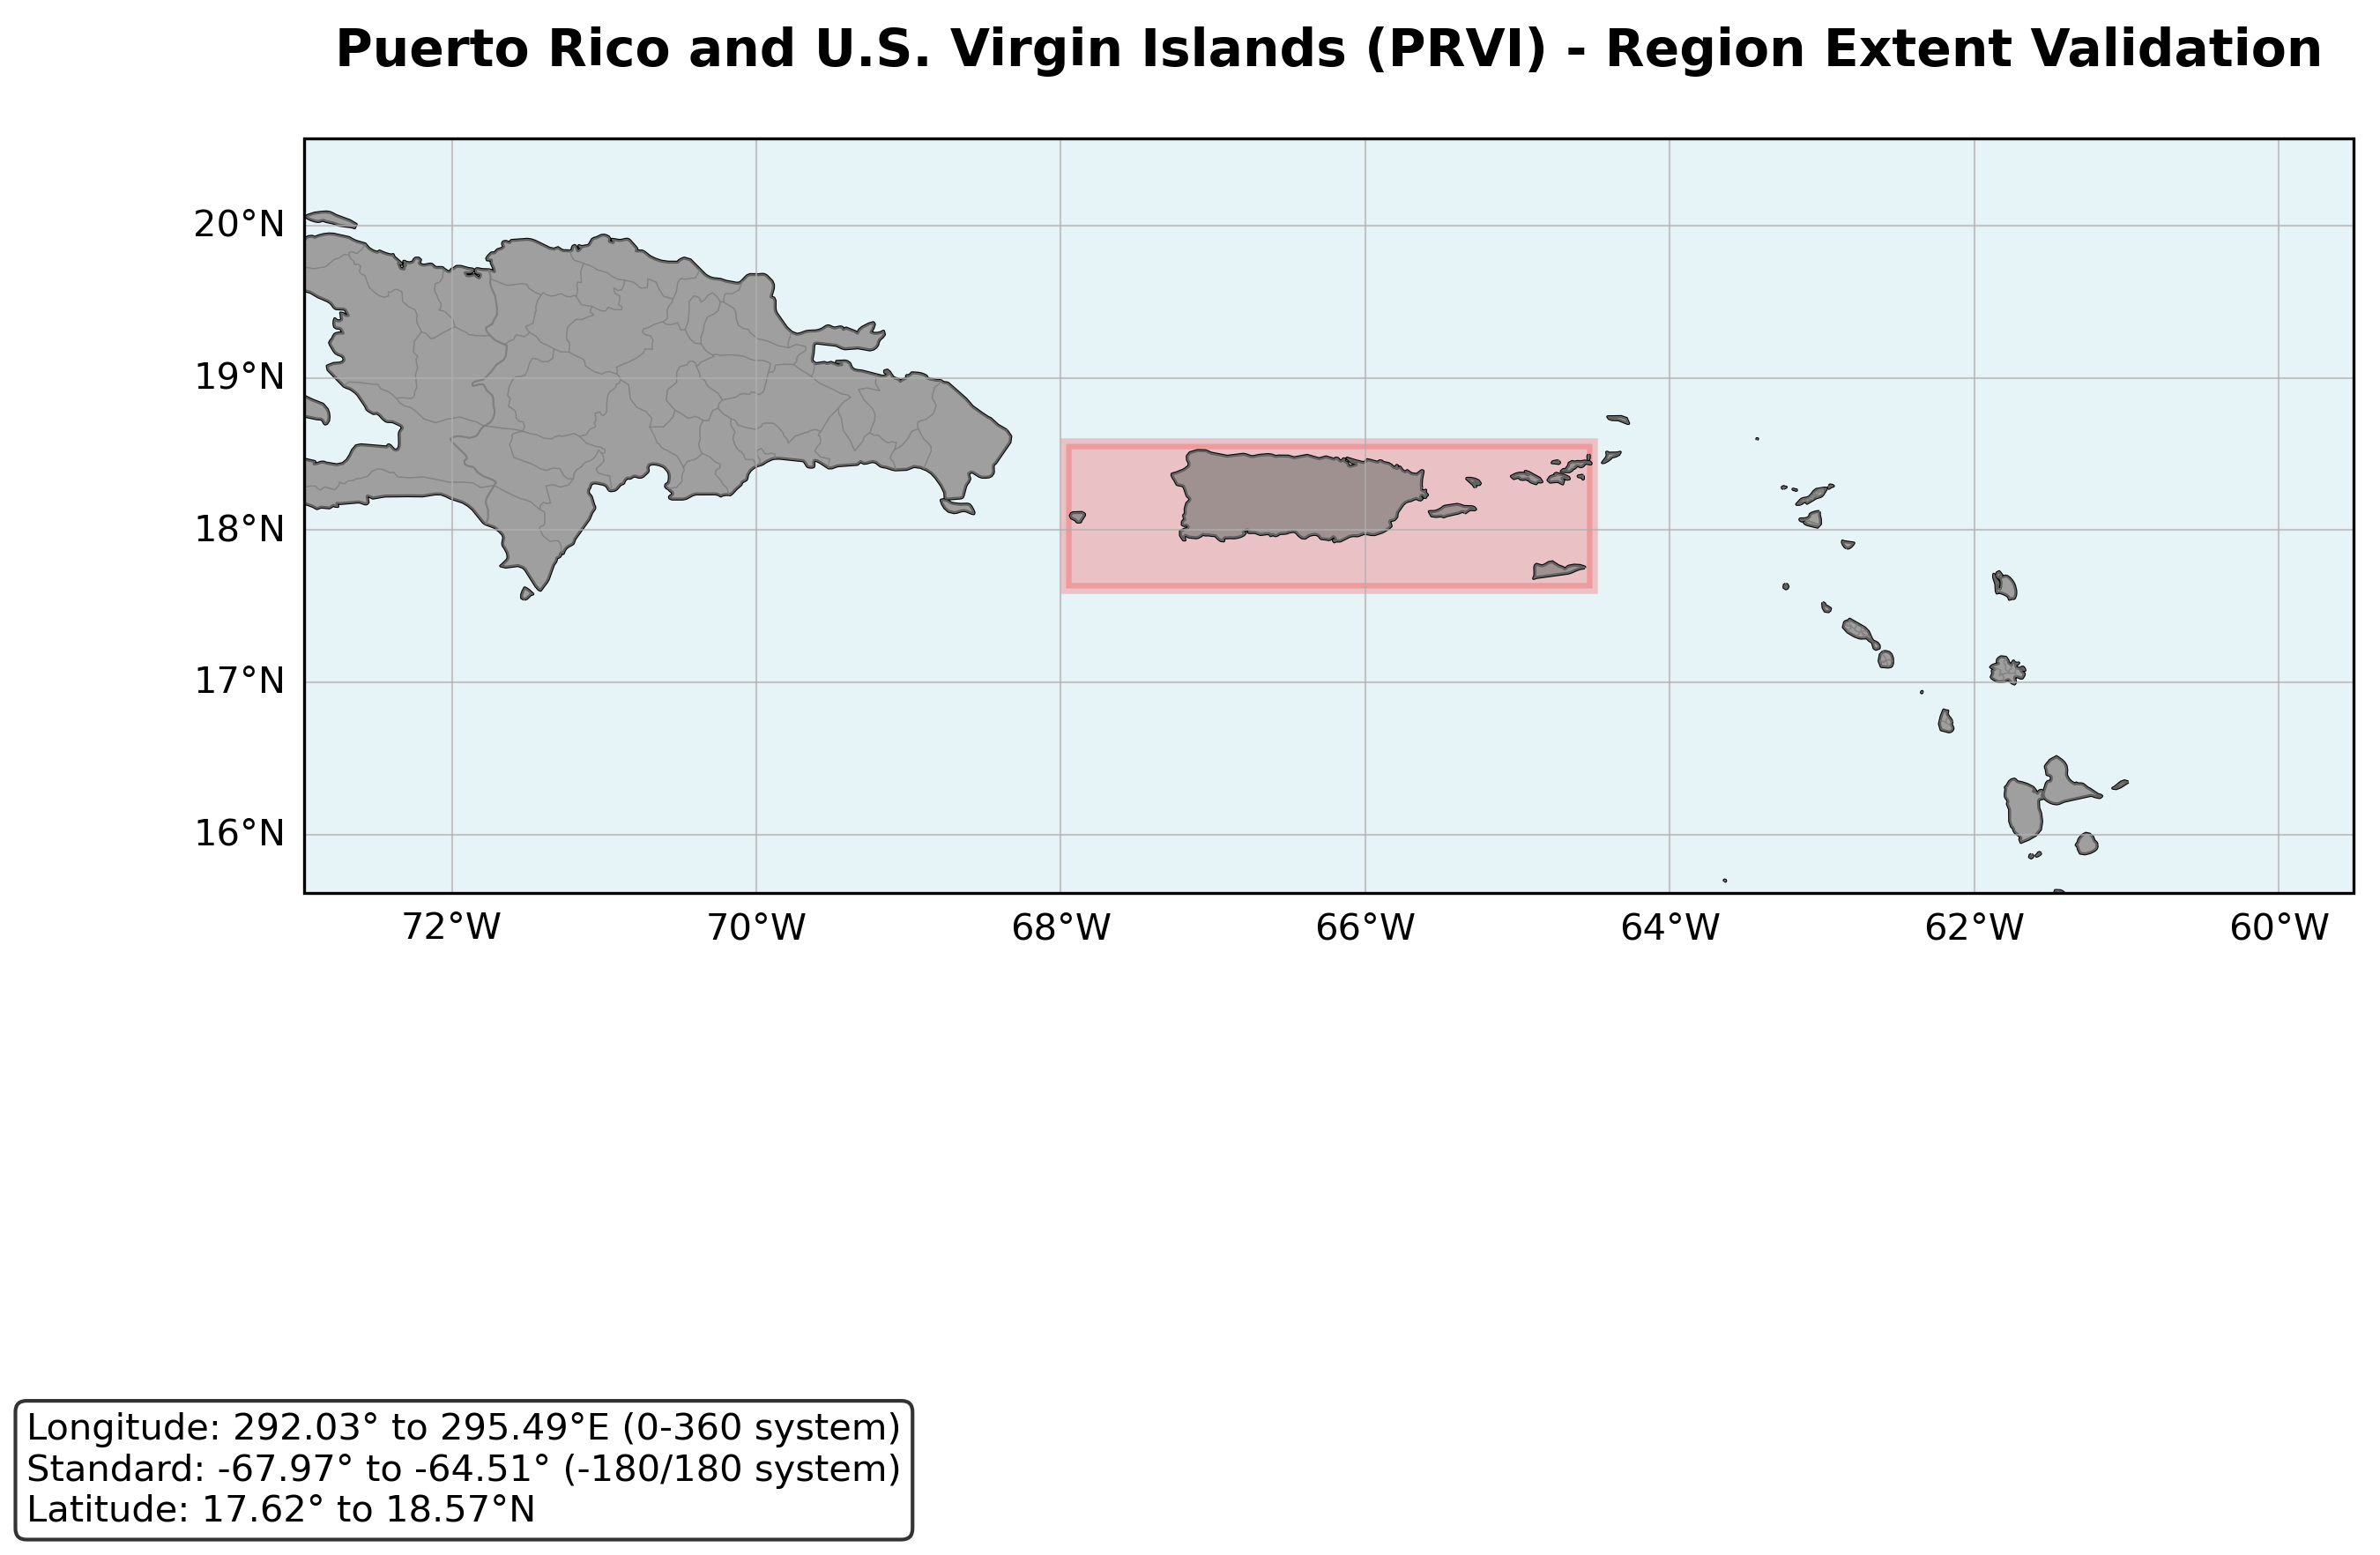 Puerto Rico and U.S. Virgin Islands (PRVI) - Region Extent Validation
20°N
19°N
18°N
17°N
16°N
72°W 70°W 68°W 66°W 64°W 62°W 60°W
Longitude: 292.03° to 295.49°E (0-360 system)
Standard: -67.97° to -64.51° (-180/180 system)
Latitude: 17.62° to 18.57°N